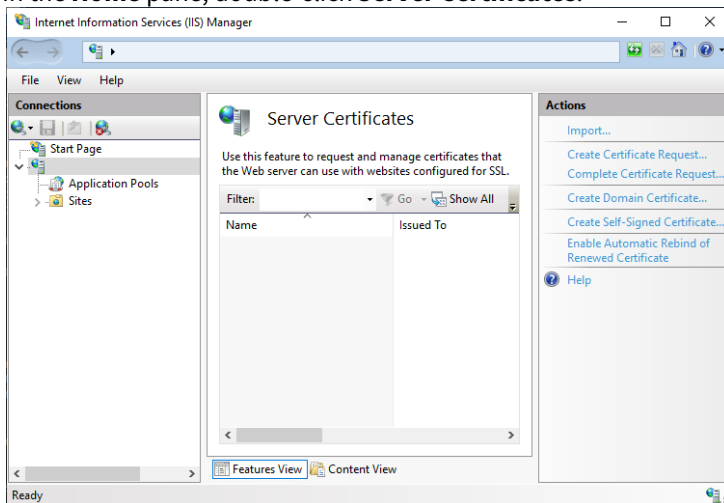 In the Home pane, double-click Server Certificates.
Internet Information Services (IIS) Manager
File View Help
Connections
Start Page
Application Pools
Sites
Server Certificates
Use this feature to request and manage certificates that
the Web server can use with websites configured for SSL.
Filter: Go Show All
Name Issued To
Features View Content View
Actions
Import...
Create Certificate Request...
Complete Certificate Request...
Create Domain Certificate...
Create Self-Signed Certificate...
Enable Automatic Rebind of
Renewed Certificate
Help
Ready